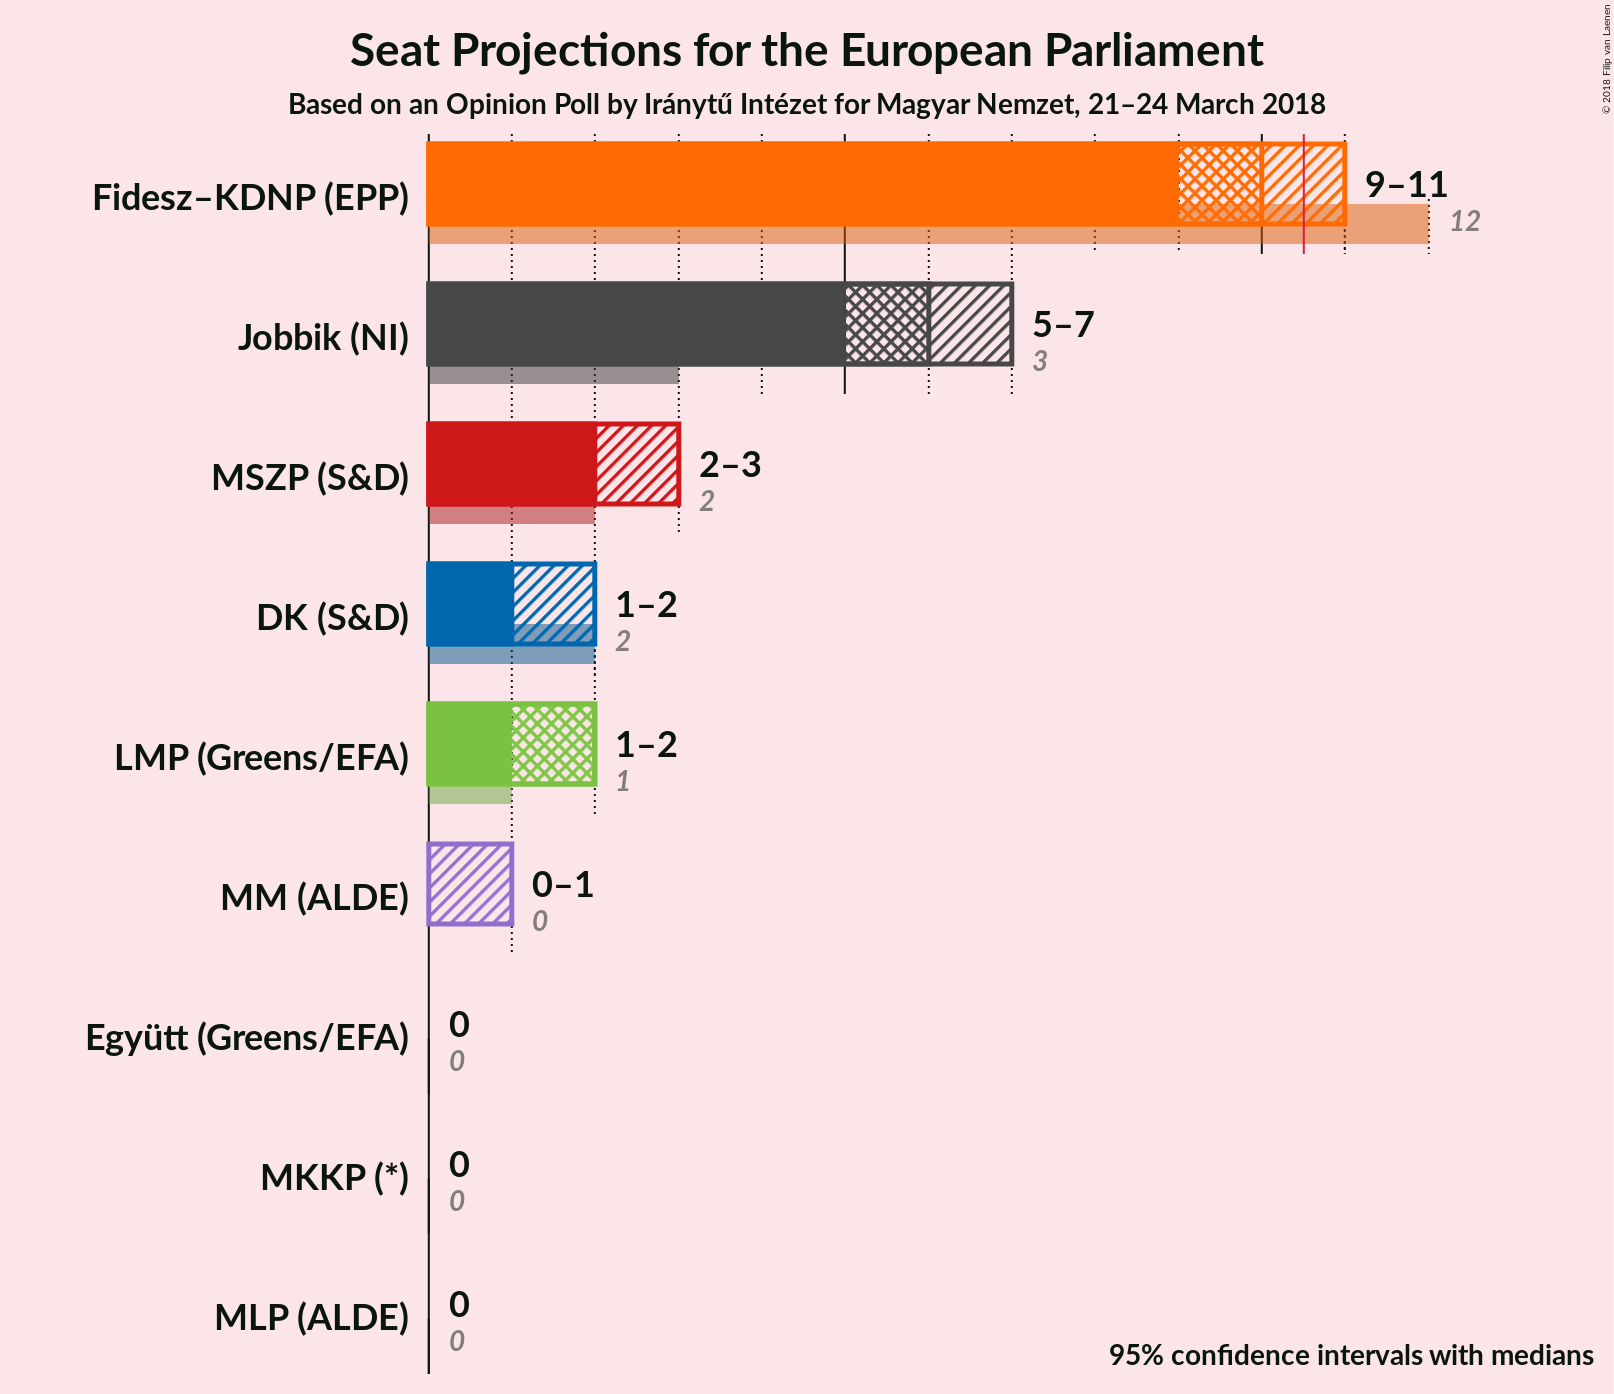 Seat Projections for the European Parliament
Based on an Opinion Poll by Iránytű Intézet for Magyar Nemzet, 21–24 March 2018
© 2018 Filip van Laenen
Fidesz–KDNP (EPP)
9–11
12
Jobbik (NI)
5–7
3
MSZP (S&D)
2–3
2
DK (S&D)
1–2
2
LMP (Greens/EFA)
1–2
1
MM (ALDE)
0–1
0
Együtt (Greens/EFA)
0
0
MKKP (*)
0
0
MLP (ALDE)
0
0
95% confidence intervals with medians